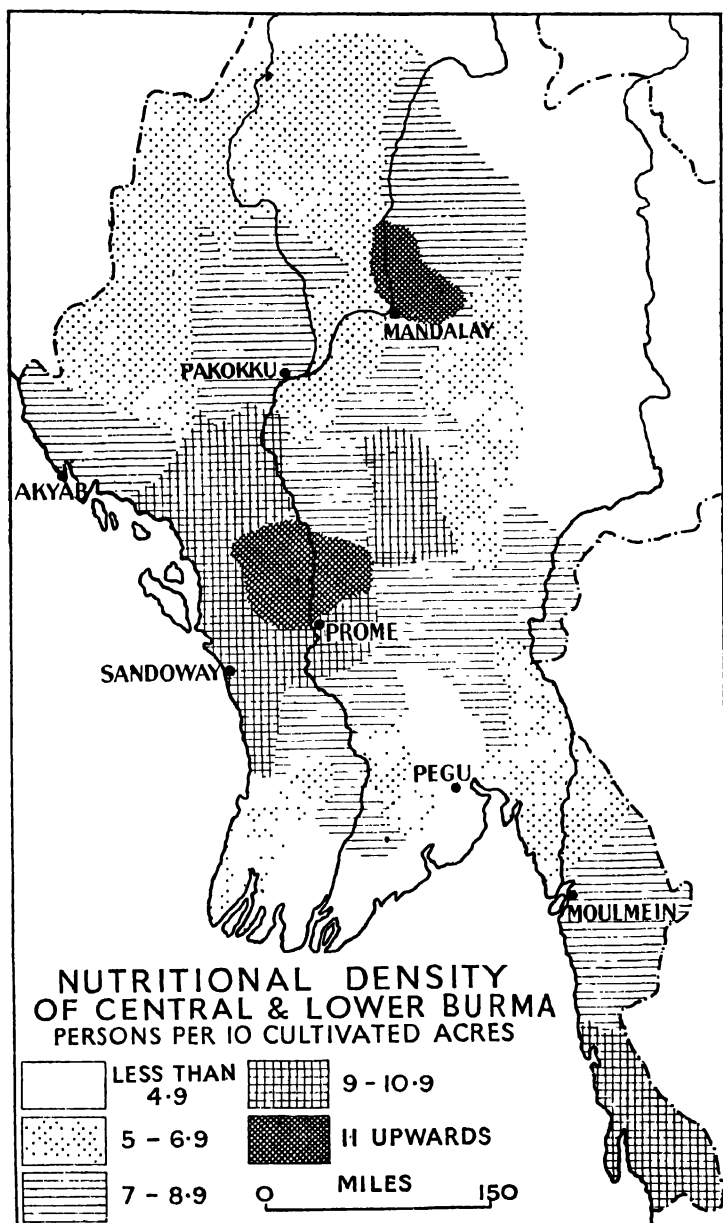 MANDALAY
PAKOKKU
AKYAB
PROME
SANDOWAY
PEGU
MOULMEIN
NUTRITIONAL DENSITY
OF CENTRAL & LOWER BURMA
PERSONS PER 10 CULTIVATED ACRES
LESS THAN
4·9
9 – 10·9
5 – 6·9
11 UPWARDS
7 – 8·9
MILES
0 150